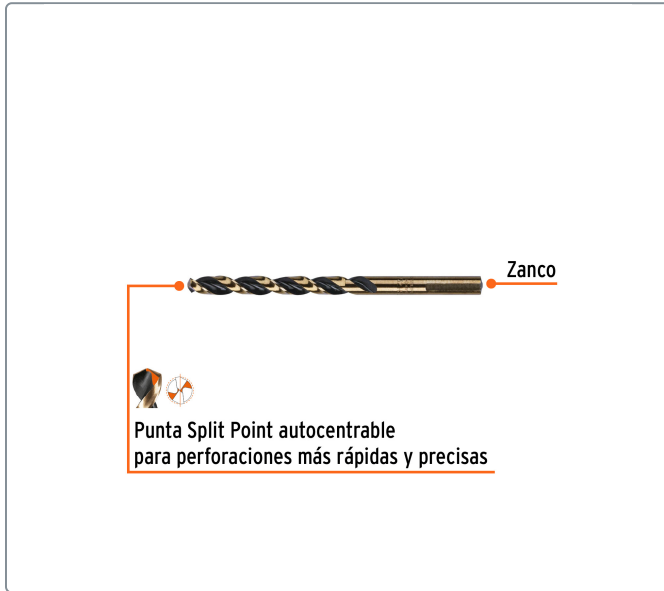 Zanco
Punta Split Point autocentrable
para perforaciones más rápidas y precisas